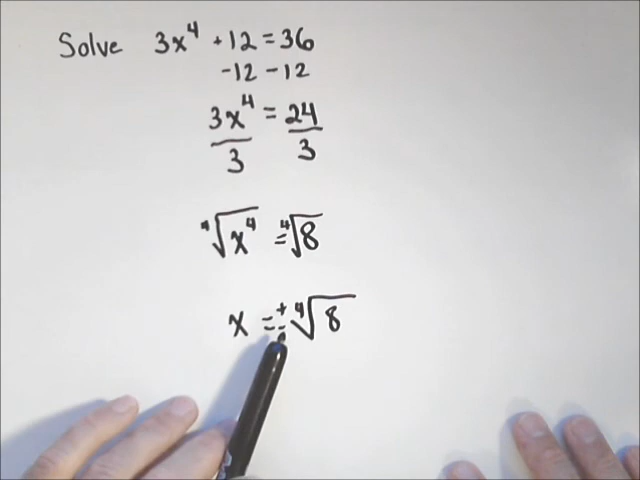 Solve 3x⁴ + 12 = 36
-12 -12
3x⁴ = 24
3 3
⁴√x⁴ = ⁴√8
x = ± ⁴√8